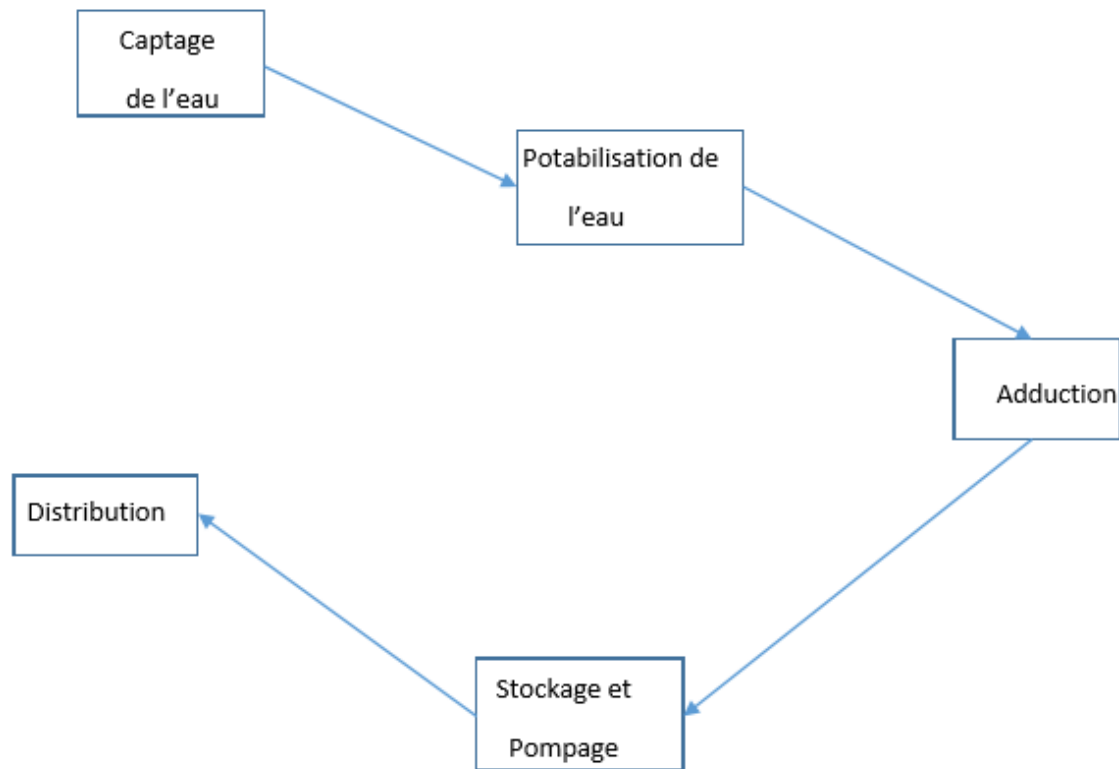 Captage
de l’eau
Potabilisation de
l’eau
Adduction
Stockage et
Pompage
Distribution